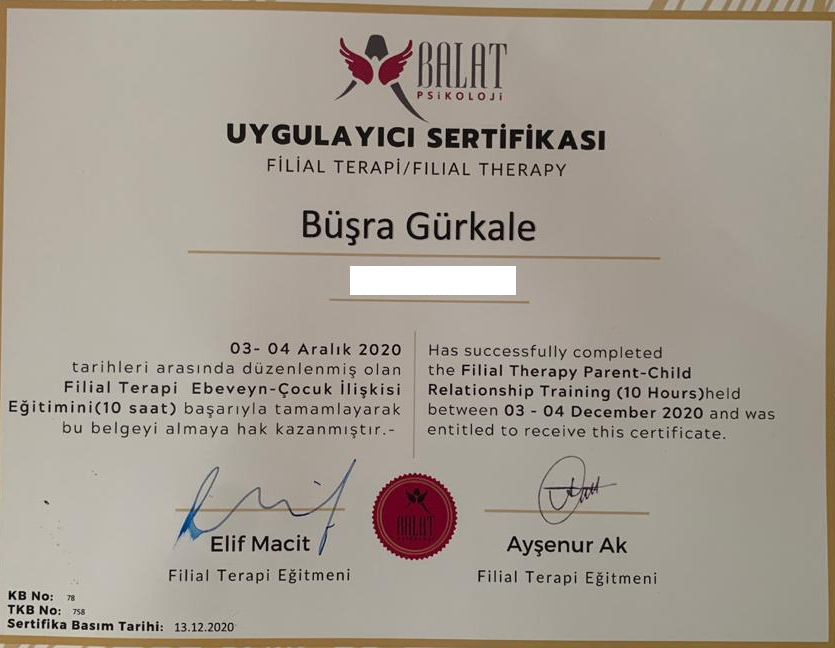 BALAT
PSİKOLOJİ
UYGULAYICI SERTİFİKASI
FİLİAL TERAPİ/FILIAL THERAPY
Büşra Gürkale
03- 04 Aralık 2020
tarihleri arasında düzenlenmiş olan
Filial Terapi Ebeveyn-Çocuk İlişkisi
Eğitimini(10 saat) başarıyla tamamlayarak
bu belgeyi almaya hak kazanmıştır.-
Has successfully completed
the Filial Therapy Parent-Child
Relationship Training (10 Hours)held
between 03 - 04 December 2020 and was
entitled to receive this certificate.
BALAT
Elif Macit
Filial Terapi Eğitmeni
Ayşenur Ak
Filial Terapi Eğitmeni
KB No: 78
TKB No: 758
Sertifika Basım Tarihi: 13.12.2020